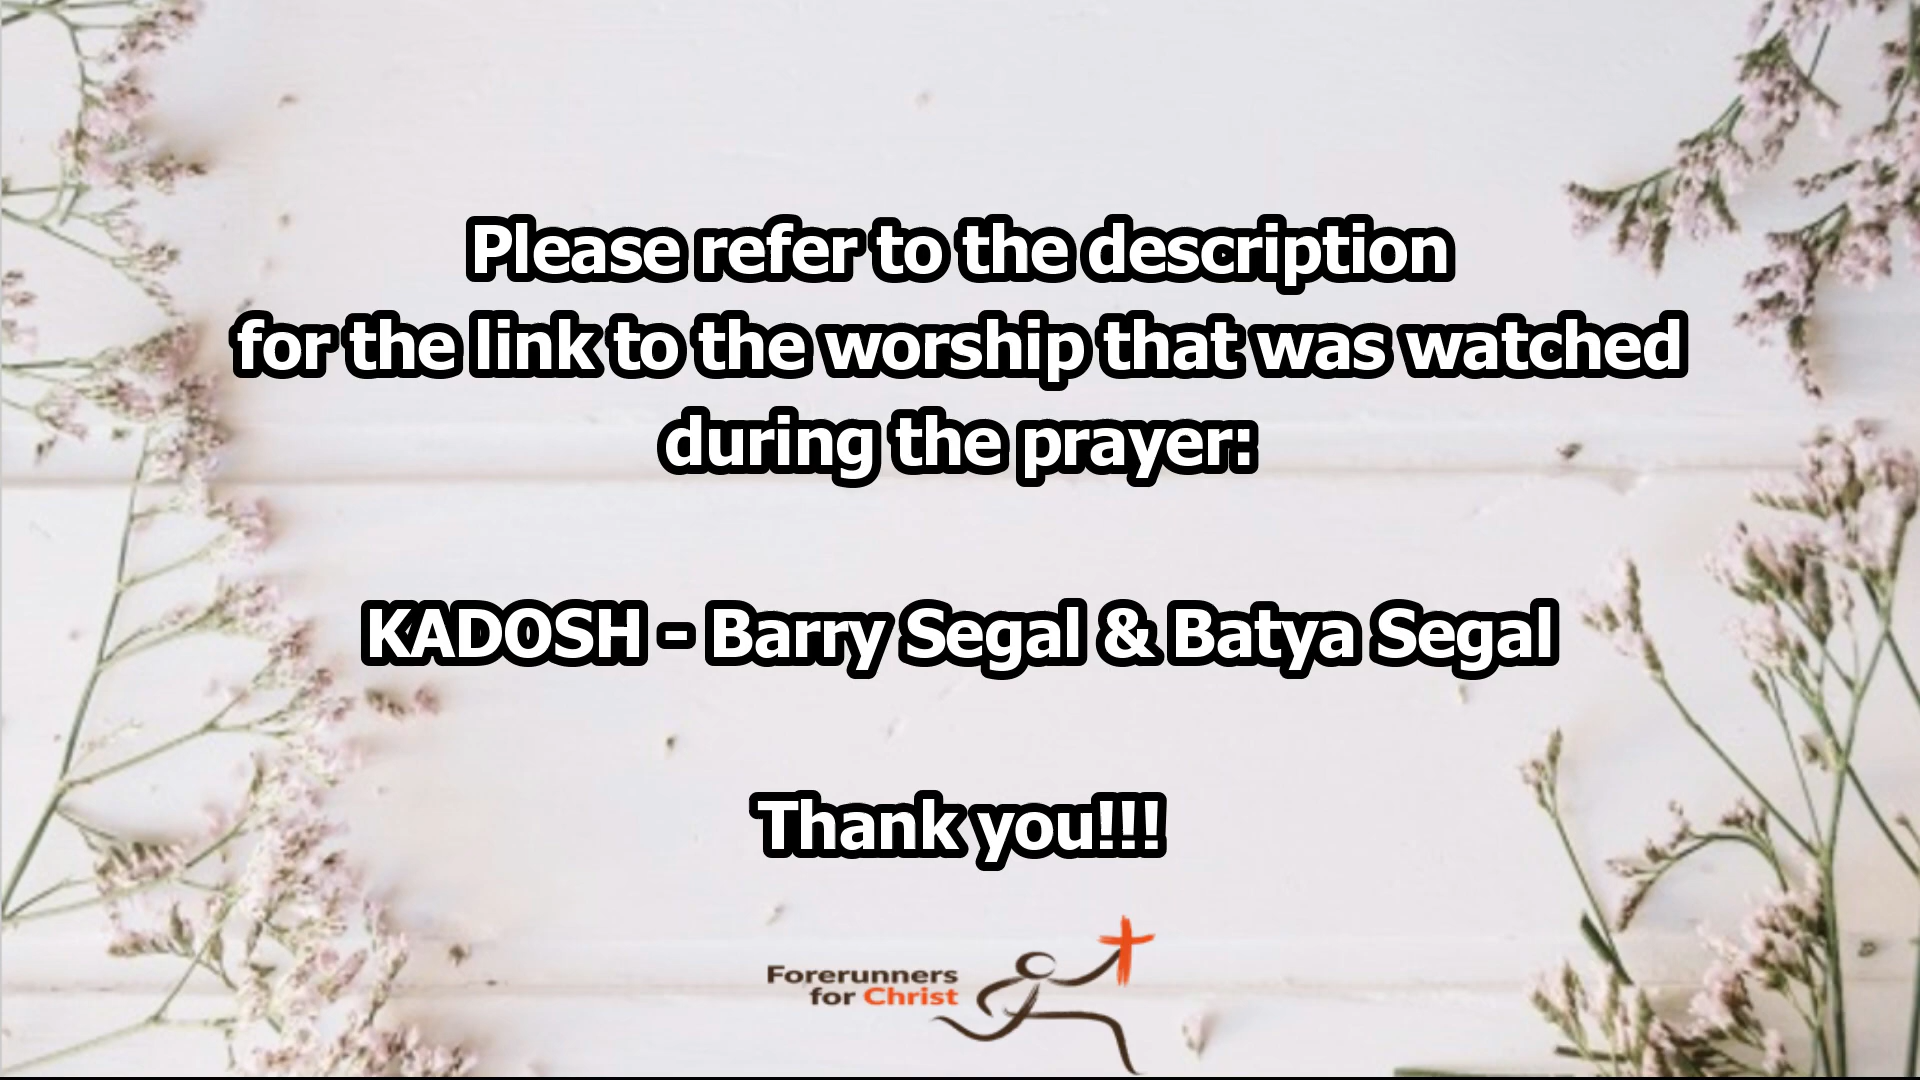 Please refer to the description
for the link to the worship that was watched
during the prayer:
KADOSH - Barry Segal & Batya Segal
Thank you!!!
Forerunners
for Christ